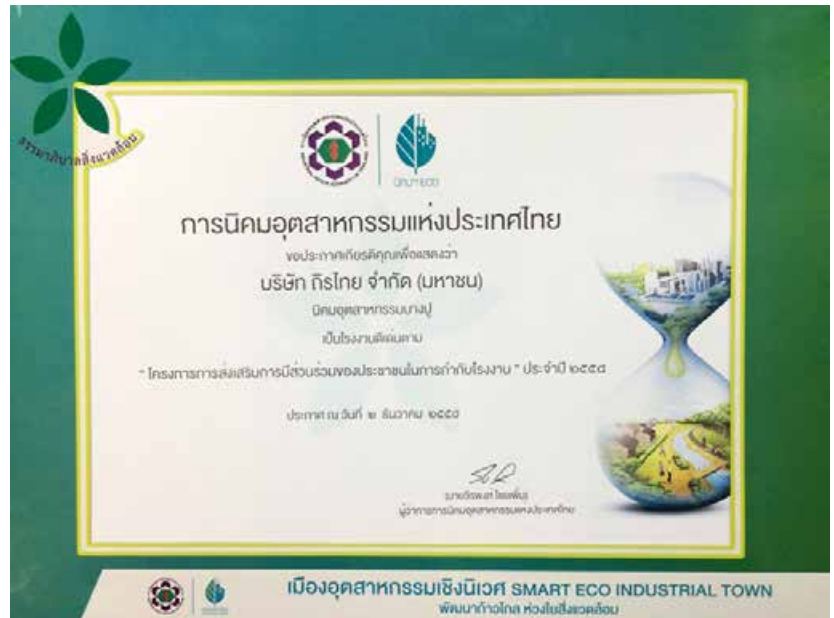 ธรรมาภิบาลสิ่งแวดล้อม
การนิคมอุตสาหกรรมแห่งประเทศไทย
ขอประกาศเกียรติคุณเพื่อแสดงว่า
บริษัท ถิรไทย จำกัด (มหาชน)
นิคมอุตสาหกรรมบางปู
เป็นโรงงานดีเด่นตาม
" โครงการการส่งเสริมการมีส่วนร่วมของประชาชนในการกำกับโรงงาน " ประจำปี
ประกาศ ณ วันที่ ๒ ธันวาคม
ผู้ว่าการการนิคมอุตสาหกรรมแห่งประเทศไทย
เมืองอุตสาหกรรมเชิงนิเวศ SMART ECO INDUSTRIAL TOWN
พัฒนาก้าวไกล ห่วงใยสิ่งแวดล้อม